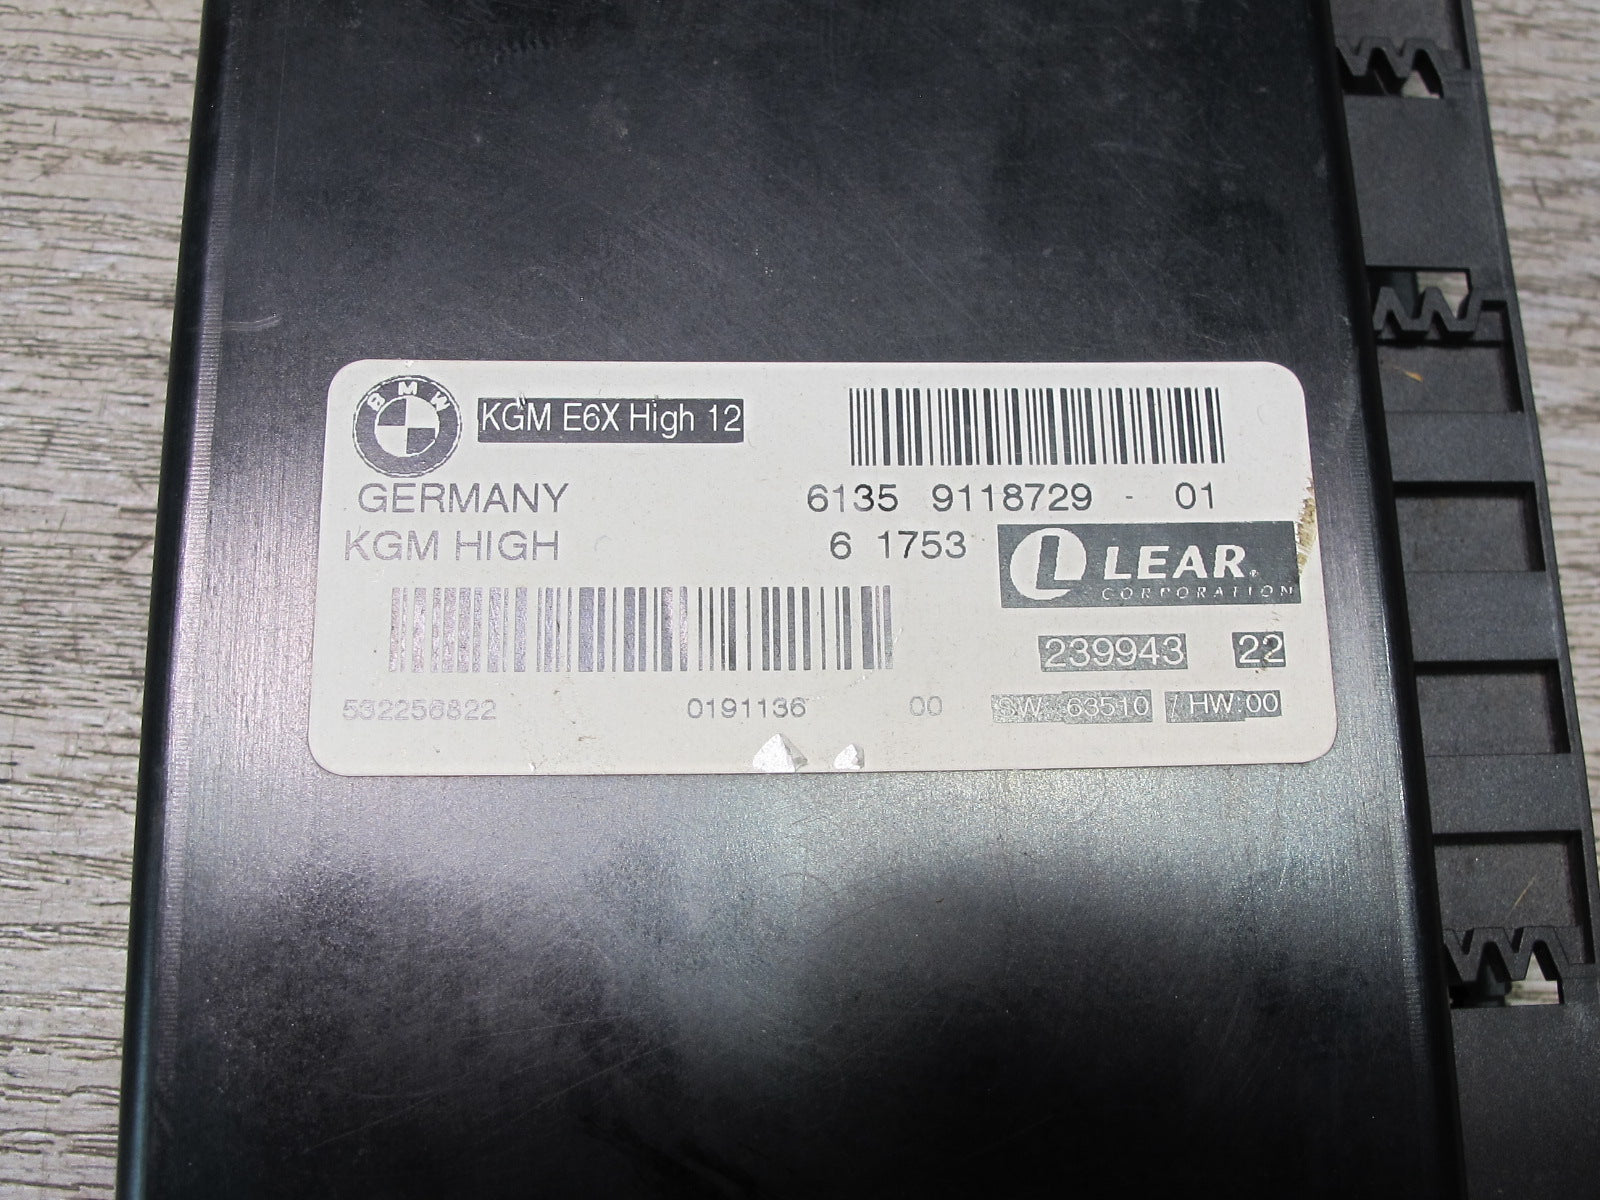 BMW
KGM E6X High 12
GERMANY 6135 9118729 - 01
KGM HIGH 6 1753 LEAR
CORPORATION
239943 22
532256822 0191136 00 SW: 63510 / HW:00